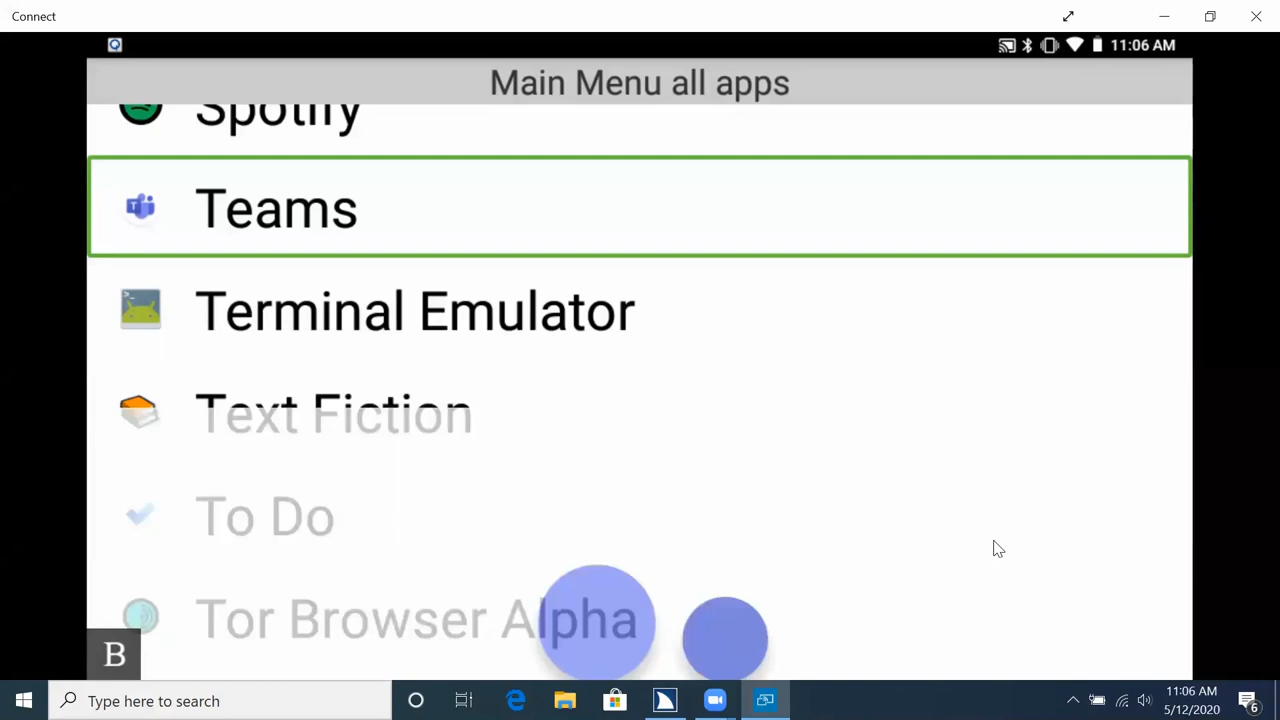 Connect
11:06 AM
Main Menu all apps
Spotify
Teams
Terminal Emulator
Text Fiction
To Do
Tor Browser Alpha
B
Type here to search
11:06 AM
5/12/2020
6